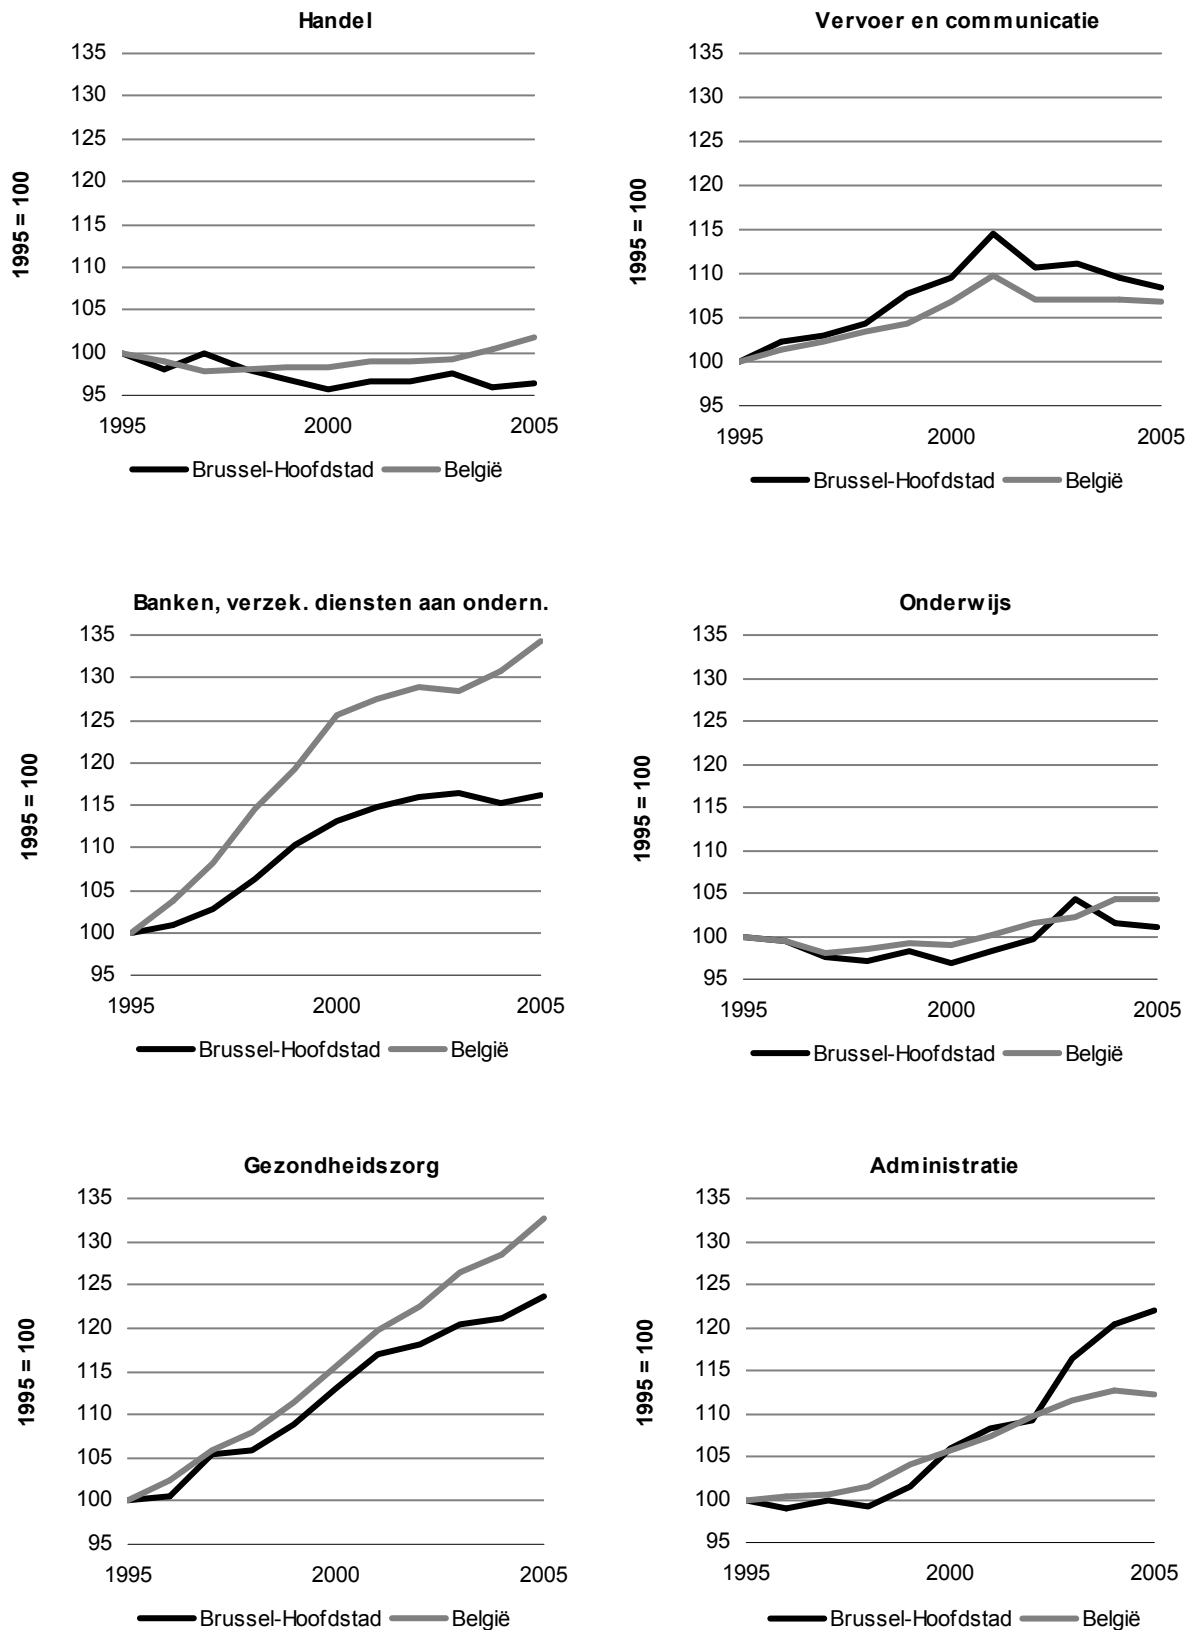 Handel
135
130
125
120
115
110
105
100
95
1995 = 100
1995 2000 2005
Brussel-Hoofdstad België
Vervoer en communicatie
135
130
125
120
115
110
105
100
95
1995 = 100
1995 2000 2005
Brussel-Hoofdstad België
Banken, verzek. diensten aan ondern.
135
130
125
120
115
110
105
100
95
1995 = 100
1995 2000 2005
Brussel-Hoofdstad België
Onderwijs
135
130
125
120
115
110
105
100
95
1995 = 100
1995 2000 2005
Brussel-Hoofdstad België
Gezondheidszorg
135
130
125
120
115
110
105
100
95
1995 = 100
1995 2000 2005
Brussel-Hoofdstad België
Administratie
135
130
125
120
115
110
105
100
95
1995 = 100
1995 2000 2005
Brussel-Hoofdstad België